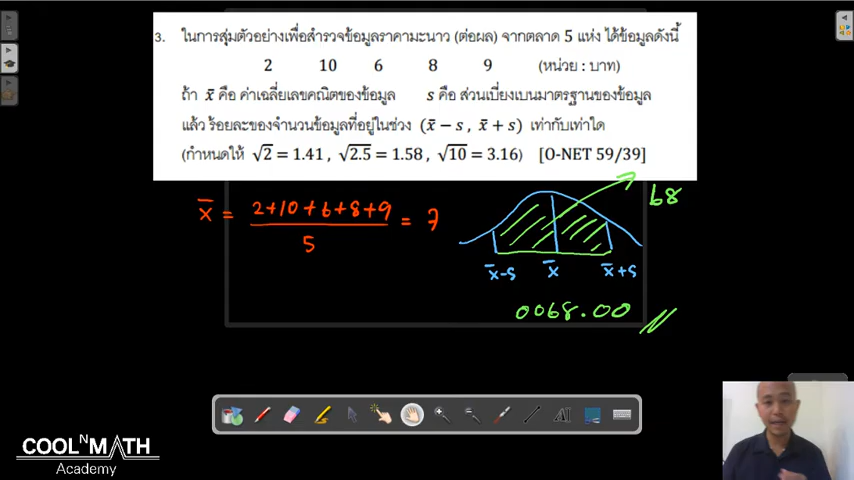 3. ในการสุ่มตัวอย่างเพื่อสำรวจข้อมูลราคามะนาว (ต่อผล) จากตลาด 5 แห่ง ได้ข้อมูลดังนี้
2 10 6 8 9 (หน่วย : บาท)
ถ้า x̄ คือ ค่าเฉลี่ยเลขคณิตของข้อมูล s คือ ส่วนเบี่ยงเบนมาตรฐานของข้อมูล
แล้ว ร้อยละของจำนวนข้อมูลที่อยู่ในช่วง (x̄ − s , x̄ + s) เท่ากับเท่าใด
(กำหนดให้ √2 = 1.41 , √2.5 = 1.58 , √10 = 3.16) [O-NET 59/39]
x̄ = (2+10+6+8+9)/5 = 7
68
x̄-s x̄ x̄+s
0068.00
AI
COOL N MATH
Academy